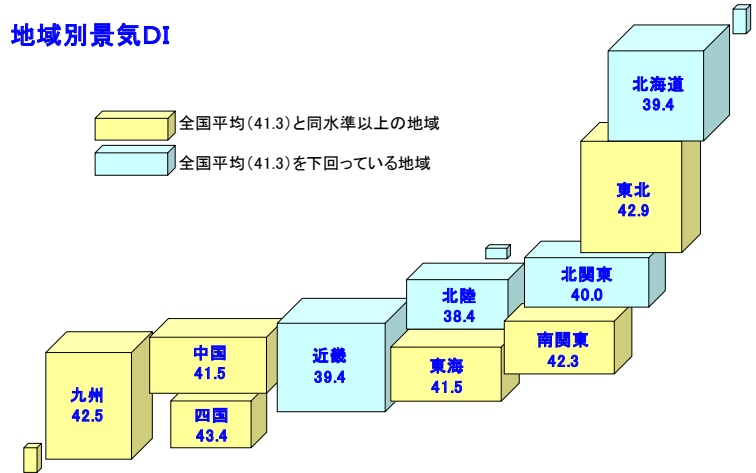 地域別景気DI
全国平均(41.3)と同水準以上の地域
全国平均(41.3)を下回っている地域
北海道
39.4
東北
42.9
北関東
40.0
北陸
38.4
南関東
42.3
東海
41.5
近畿
39.4
中国
41.5
四国
43.4
九州
42.5